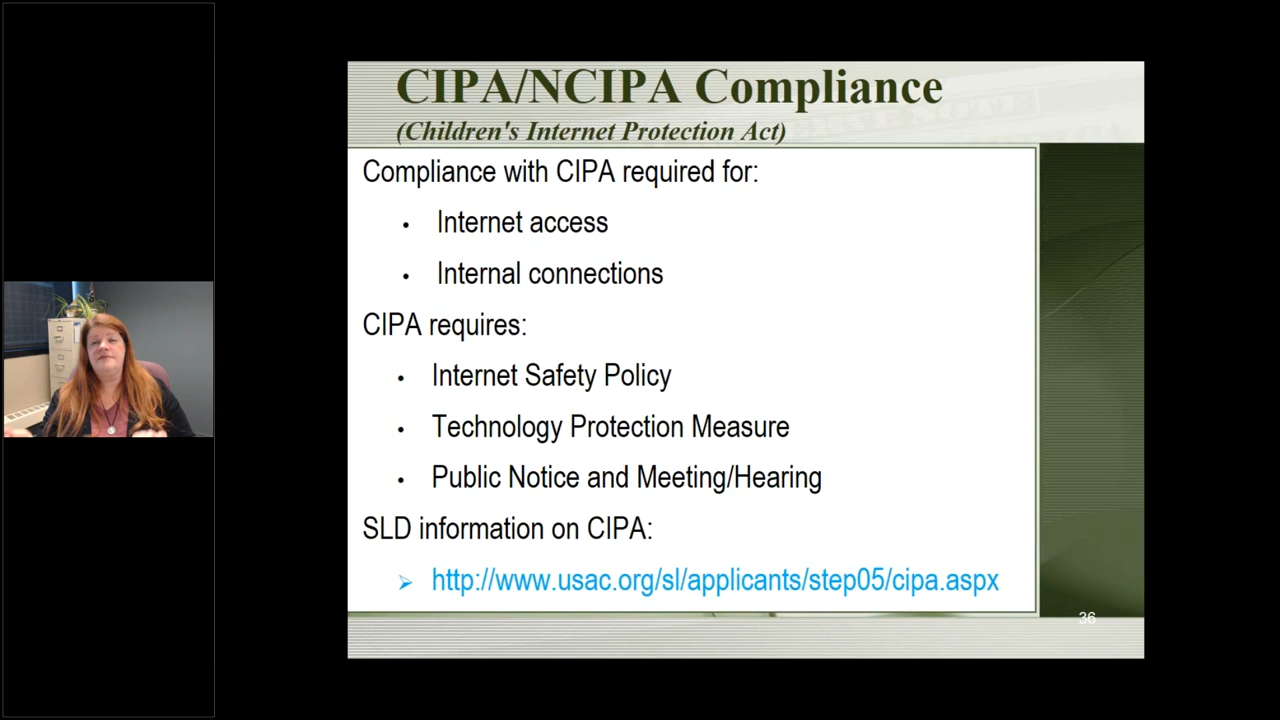 CIPA/NCIPA Compliance
(Children's Internet Protection Act)
Compliance with CIPA required for:
• Internet access
• Internal connections
CIPA requires:
• Internet Safety Policy
• Technology Protection Measure
• Public Notice and Meeting/Hearing
SLD information on CIPA:
➢ http://www.usac.org/sl/applicants/step05/cipa.aspx
36